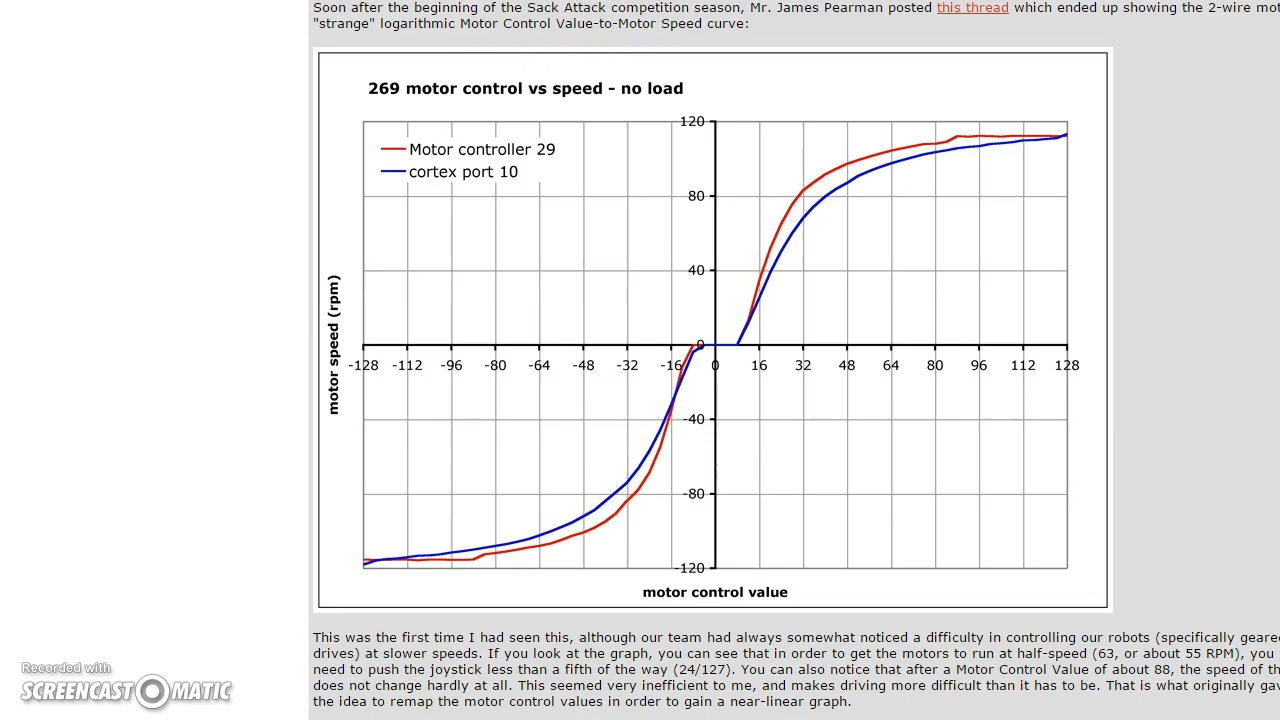 Soon after the beginning of the Sack Attack competition season, Mr. James Pearman posted this thread which ended up showing the 2-wire
"strange" logarithmic Motor Control Value-to-Motor Speed curve:
269 motor control vs speed - no load
Motor controller 29
cortex port 10
120
80
40
0
-40
-80
-120
-128 -112 -96 -80 -64 -48 -32 -16 0 16 32 48 64 80 96 112 128
motor speed (rpm)
motor control value
This was the first time I had seen this, although our team had always somewhat noticed a difficulty in controlling our robots (specifically
drives) at slower speeds. If you look at the graph, you can see that in order to get the motors to run at half-speed (63, or about 55 RPM), you
need to push the joystick less than a fifth of the way (24/127). You can also notice that after a Motor Control Value of about 88, the speed of
does not change hardly at all. This seemed very inefficient to me, and makes driving more difficult than it has to be. That is what originally
the idea to remap the motor control values in order to gain a near-linear graph.
Recorded with
SCREENCAST-O-MATIC